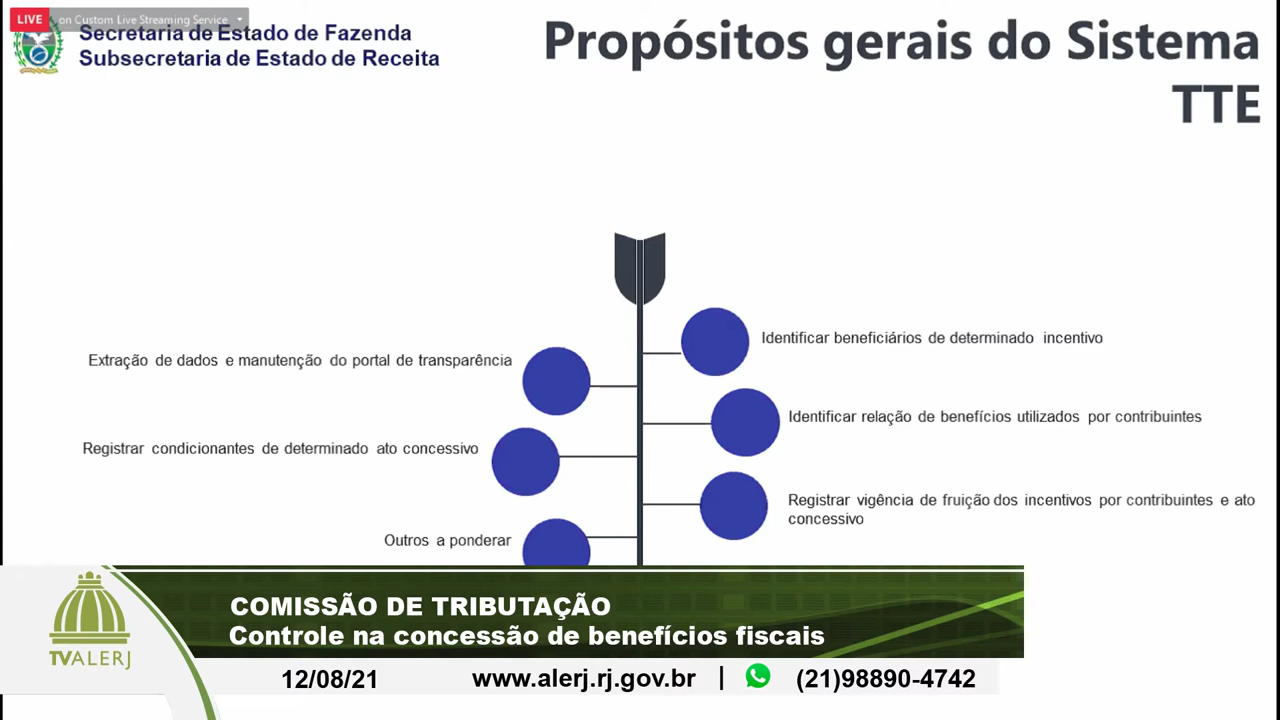 LIVE on Custom Live Streaming Service
Secretaria de Estado de Fazenda
Subsecretaria de Estado de Receita
Propósitos gerais do Sistema
TTE
Identificar beneficiários de determinado incentivo
Extração de dados e manutenção do portal de transparência
Identificar relação de benefícios utilizados por contribuintes
Registrar condicionantes de determinado ato concessivo
Registrar vigência de fruição dos incentivos por contribuintes e ato
concessivo
Outros a ponderar
COMISSÃO DE TRIBUTAÇÃO
Controle na concessão de benefícios fiscais
TVALERJ
12/08/21 www.alerj.rj.gov.br | (21)98890-4742